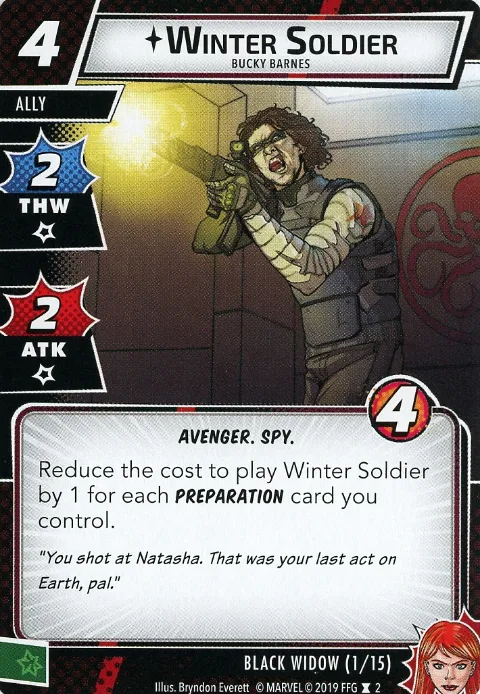 4
WINTER SOLDIER
BUCKY BARNES
ALLY
2
THW
2
ATK
4
AVENGER. SPY.
Reduce the cost to play Winter Soldier
by 1 for each PREPARATION card you
control.
"You shot at Natasha. That was your last act on
Earth, pal."
BLACK WIDOW (1/15)
Illus. Bryndon Everett © MARVEL © 2019 FFG 2